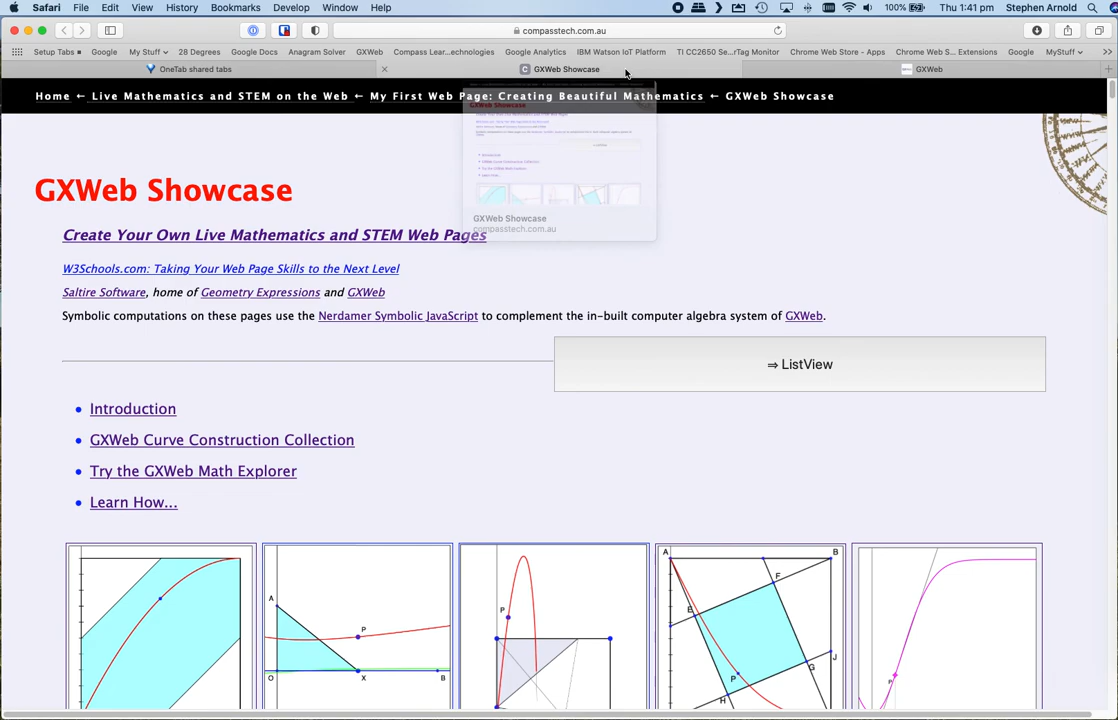 Safari File Edit View History Bookmarks Develop Window Help 100% Thu 1:41 pm Stephen Arnold
compasstech.com.au
Setup Tabs Google My Stuff 28 Degrees Google Docs Anagram Solver GXWeb Compass Lear...echnologies Google Analytics IBM Watson IoT Platform TI CC2650 Se...rTag Monitor Chrome Web Store - Apps Chrome Web S... Extensions Google MyStuff
OneTab shared tabs GXWeb Showcase GXWeb
Home ← Live Mathematics and STEM on the Web ← My First Web Page: Creating Beautiful Mathematics ← GXWeb Showcase
GXWeb Showcase
GXWeb Showcase
compasstech.com.au
Create Your Own Live Mathematics and STEM Web Pages
W3Schools.com: Taking Your Web Page Skills to the Next Level
Saltire Software, home of Geometry Expressions and GXWeb
Symbolic computations on these pages use the Nerdamer Symbolic JavaScript to complement the in-built computer algebra system of GXWeb.
⇒ ListView
• Introduction
• GXWeb Curve Construction Collection
• Try the GXWeb Math Explorer
• Learn How...
A P O X B
P
A B F E J G P H
P